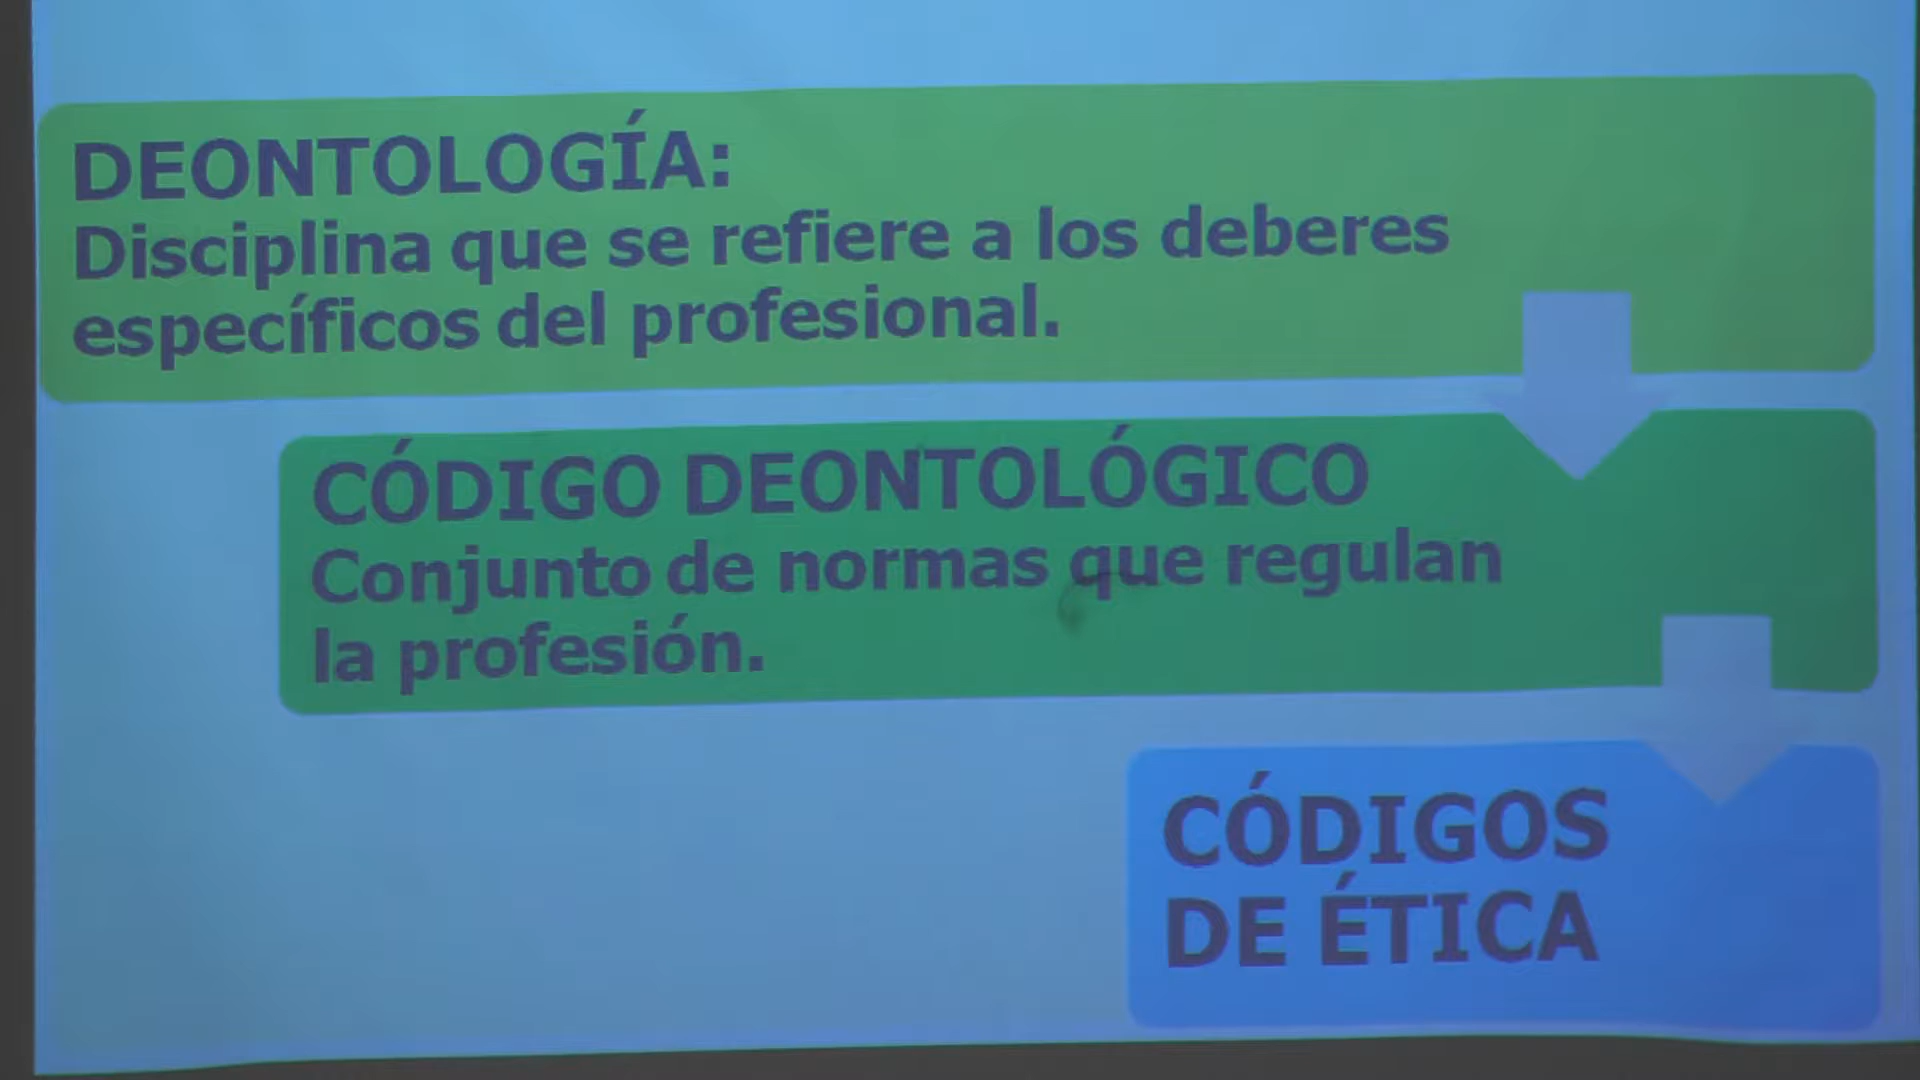 DEONTOLOGÍA:
Disciplina que se refiere a los deberes
específicos del profesional.
CÓDIGO DEONTOLÓGICO
Conjunto de normas que regulan
la profesión.
CÓDIGOS
DE ÉTICA